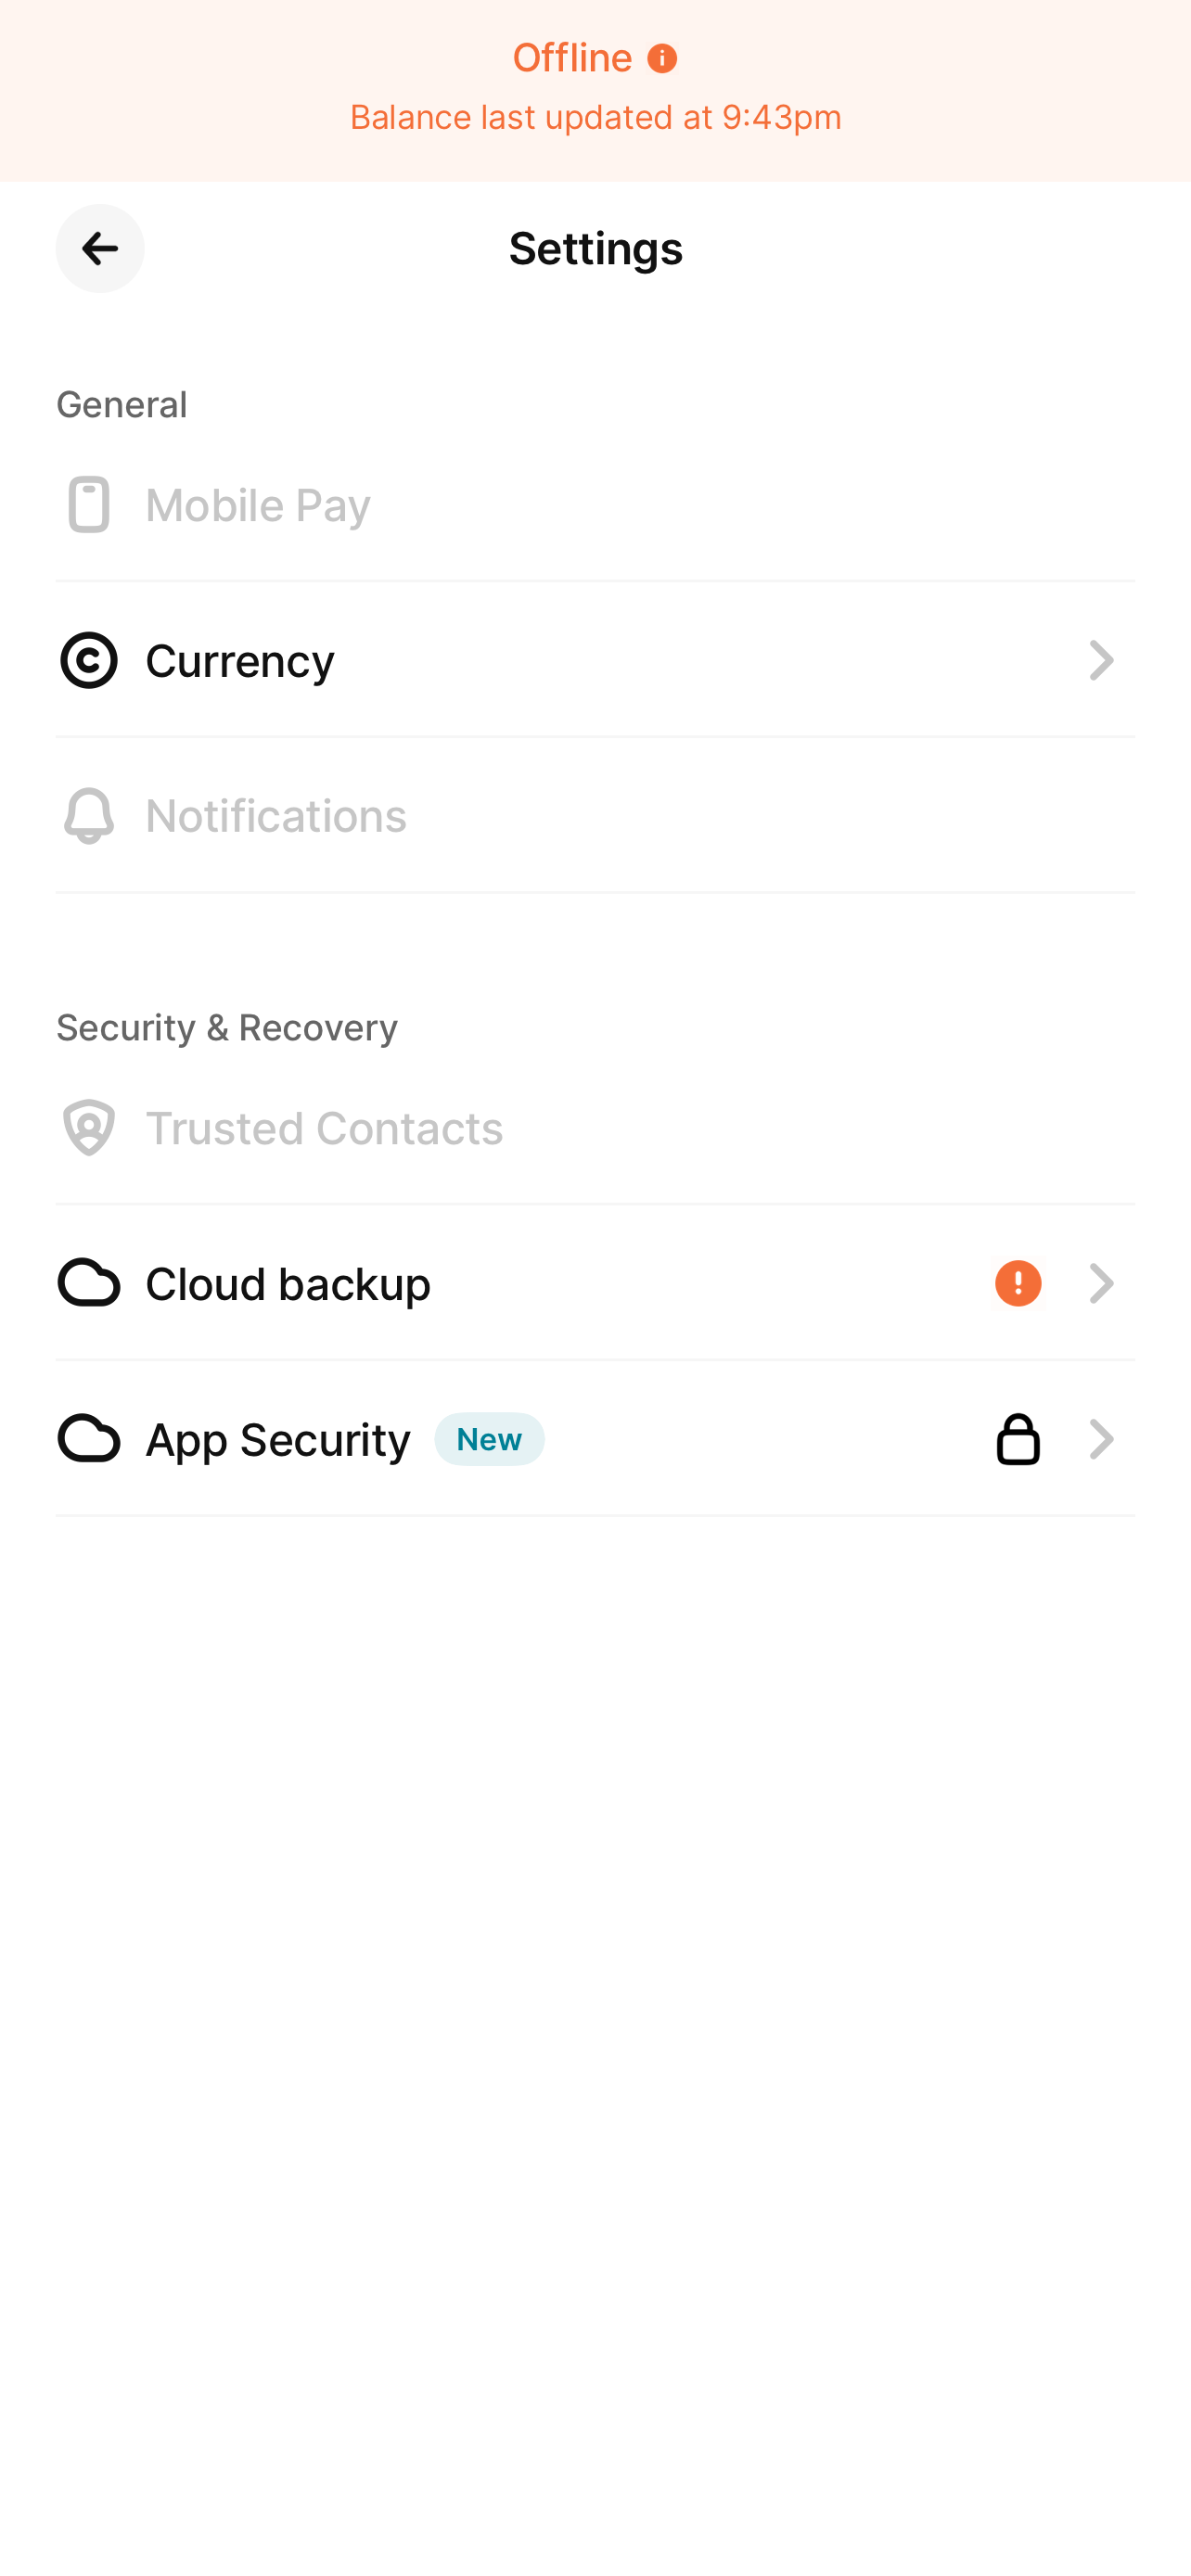 Offline
Balance last updated at 9:43pm
Settings
General
Mobile Pay
Currency
Notifications
Security & Recovery
Trusted Contacts
Cloud backup
App Security New